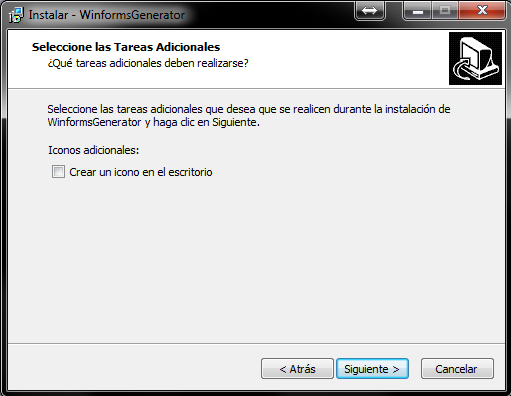 Instalar - WinformsGenerator
Seleccione las Tareas Adicionales
¿Qué tareas adicionales deben realizarse?
Seleccione las tareas adicionales que desea que se realicen durante la instalación de
WinformsGenerator y haga clic en Siguiente.
Iconos adicionales:
Crear un icono en el escritorio
< Atrás
Siguiente >
Cancelar